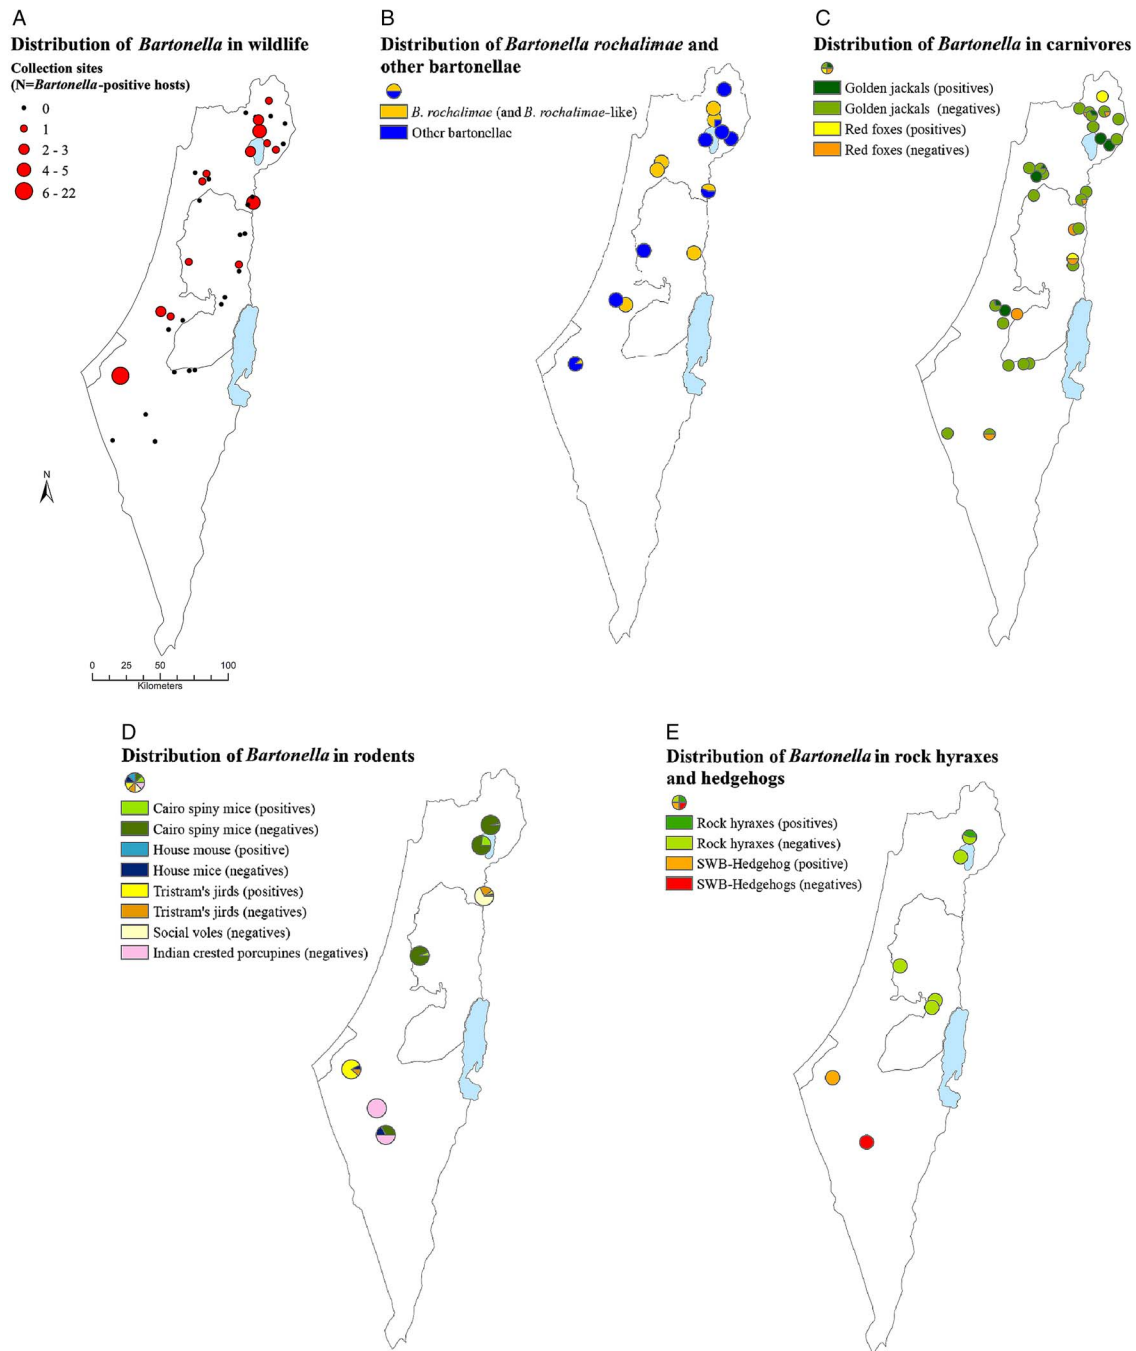 A
Distribution of Bartonella in wildlife
Collection sites
(N=Bartonella-positive hosts)
0
1
2 - 3
4 - 5
6 - 22
N
0 25 50 100
Kilometers
B
Distribution of Bartonella rochalimae and
other bartonellae
B. rochalimae (and B. rochalimae-like)
Other bartonellae
C
Distribution of Bartonella in carnivores
Golden jackals (positives)
Golden jackals (negatives)
Red foxes (positives)
Red foxes (negatives)
D
Distribution of Bartonella in rodents
Cairo spiny mice (positives)
Cairo spiny mice (negatives)
House mouse (positive)
House mice (negatives)
Tristram's jirds (positives)
Tristram's jirds (negatives)
Social voles (negatives)
Indian crested porcupines (negatives)
E
Distribution of Bartonella in rock hyraxes
and hedgehogs
Rock hyraxes (positives)
Rock hyraxes (negatives)
SWB-Hedgehog (positive)
SWB-Hedgehogs (negatives)